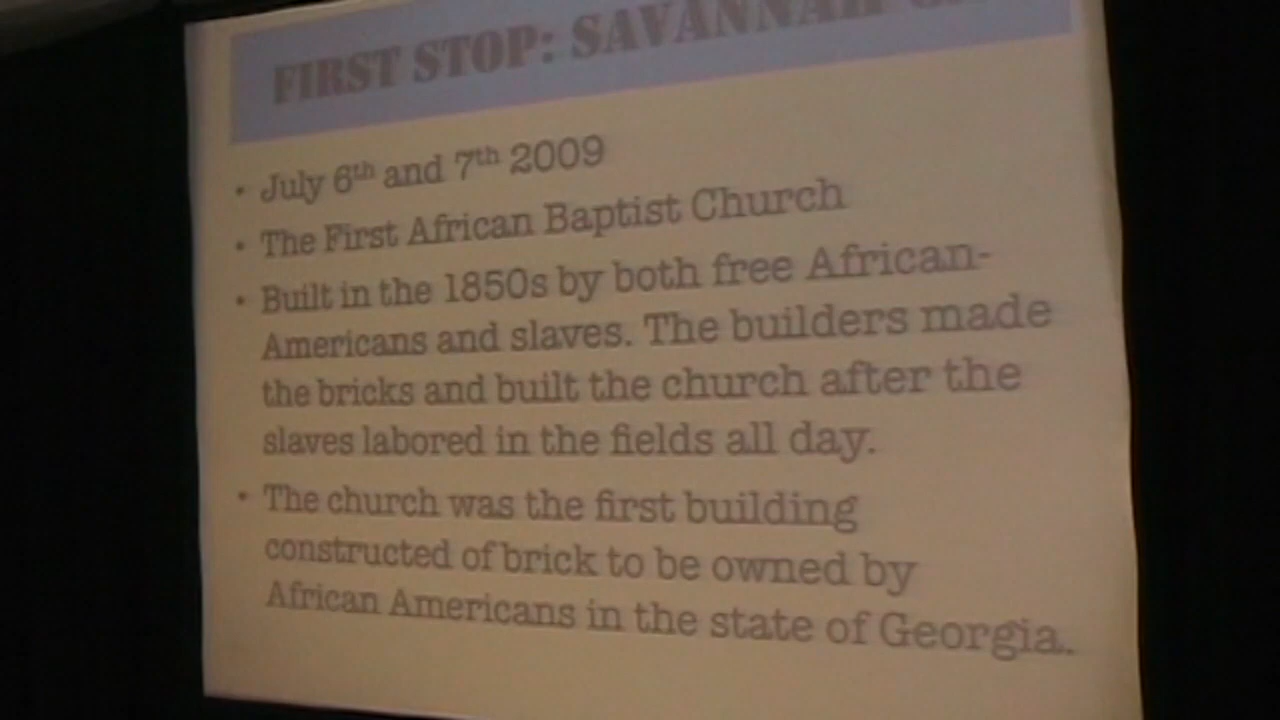 FIRST STOP: SAVANNAH
• July 6th and 7th 2009
• The First African Baptist Church
• Built in the 1850s by both free African-
Americans and slaves. The builders made
the bricks and built the church after the
slaves labored in the fields all day.
• The church was the first building
constructed of brick to be owned by
African Americans in the state of Georgia.